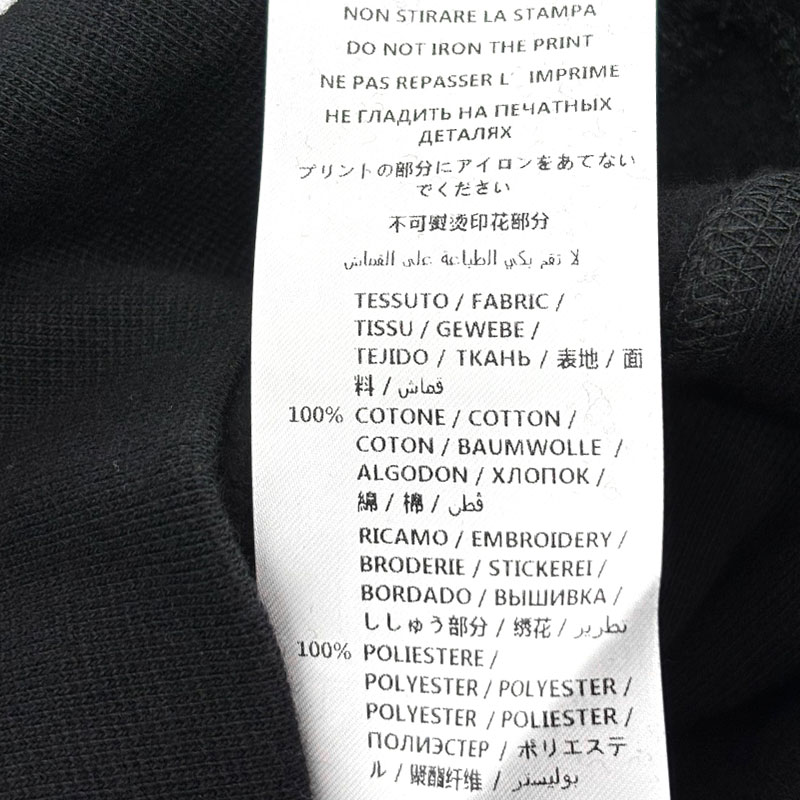 NON STIRARE LA STAMPA
DO NOT IRON THE PRINT
NE PAS REPASSER L' IMPRIME
НЕ ГЛАДИТЬ НА ПЕЧАТНЫХ
ДЕТАЛЯХ
プリントの部分にアイロンをあてない
でください
不可熨烫印花部分
لا تقم بكي الطباعة على القماش
TESSUTO / FABRIC /
TISSU / GEWEBE /
TEJIDO / ТКАНЬ / 表地 / 面
料 / قماش
100% COTONE / COTTON /
COTON / BAUMWOLLE /
ALGODON / ХЛОПОК /
綿 / 棉 / قطن
RICAMO / EMBROIDERY /
BRODERIE / STICKEREI /
BORDADO / ВЫШИВКА /
ししゅう部分 / 绣花 / تطريز
100% POLIESTERE /
POLYESTER / POLYESTER /
POLYESTER / POLIESTER /
ПОЛИЭСТЕР / ポリエステ
ル / 聚酯纤维 / بوليستر